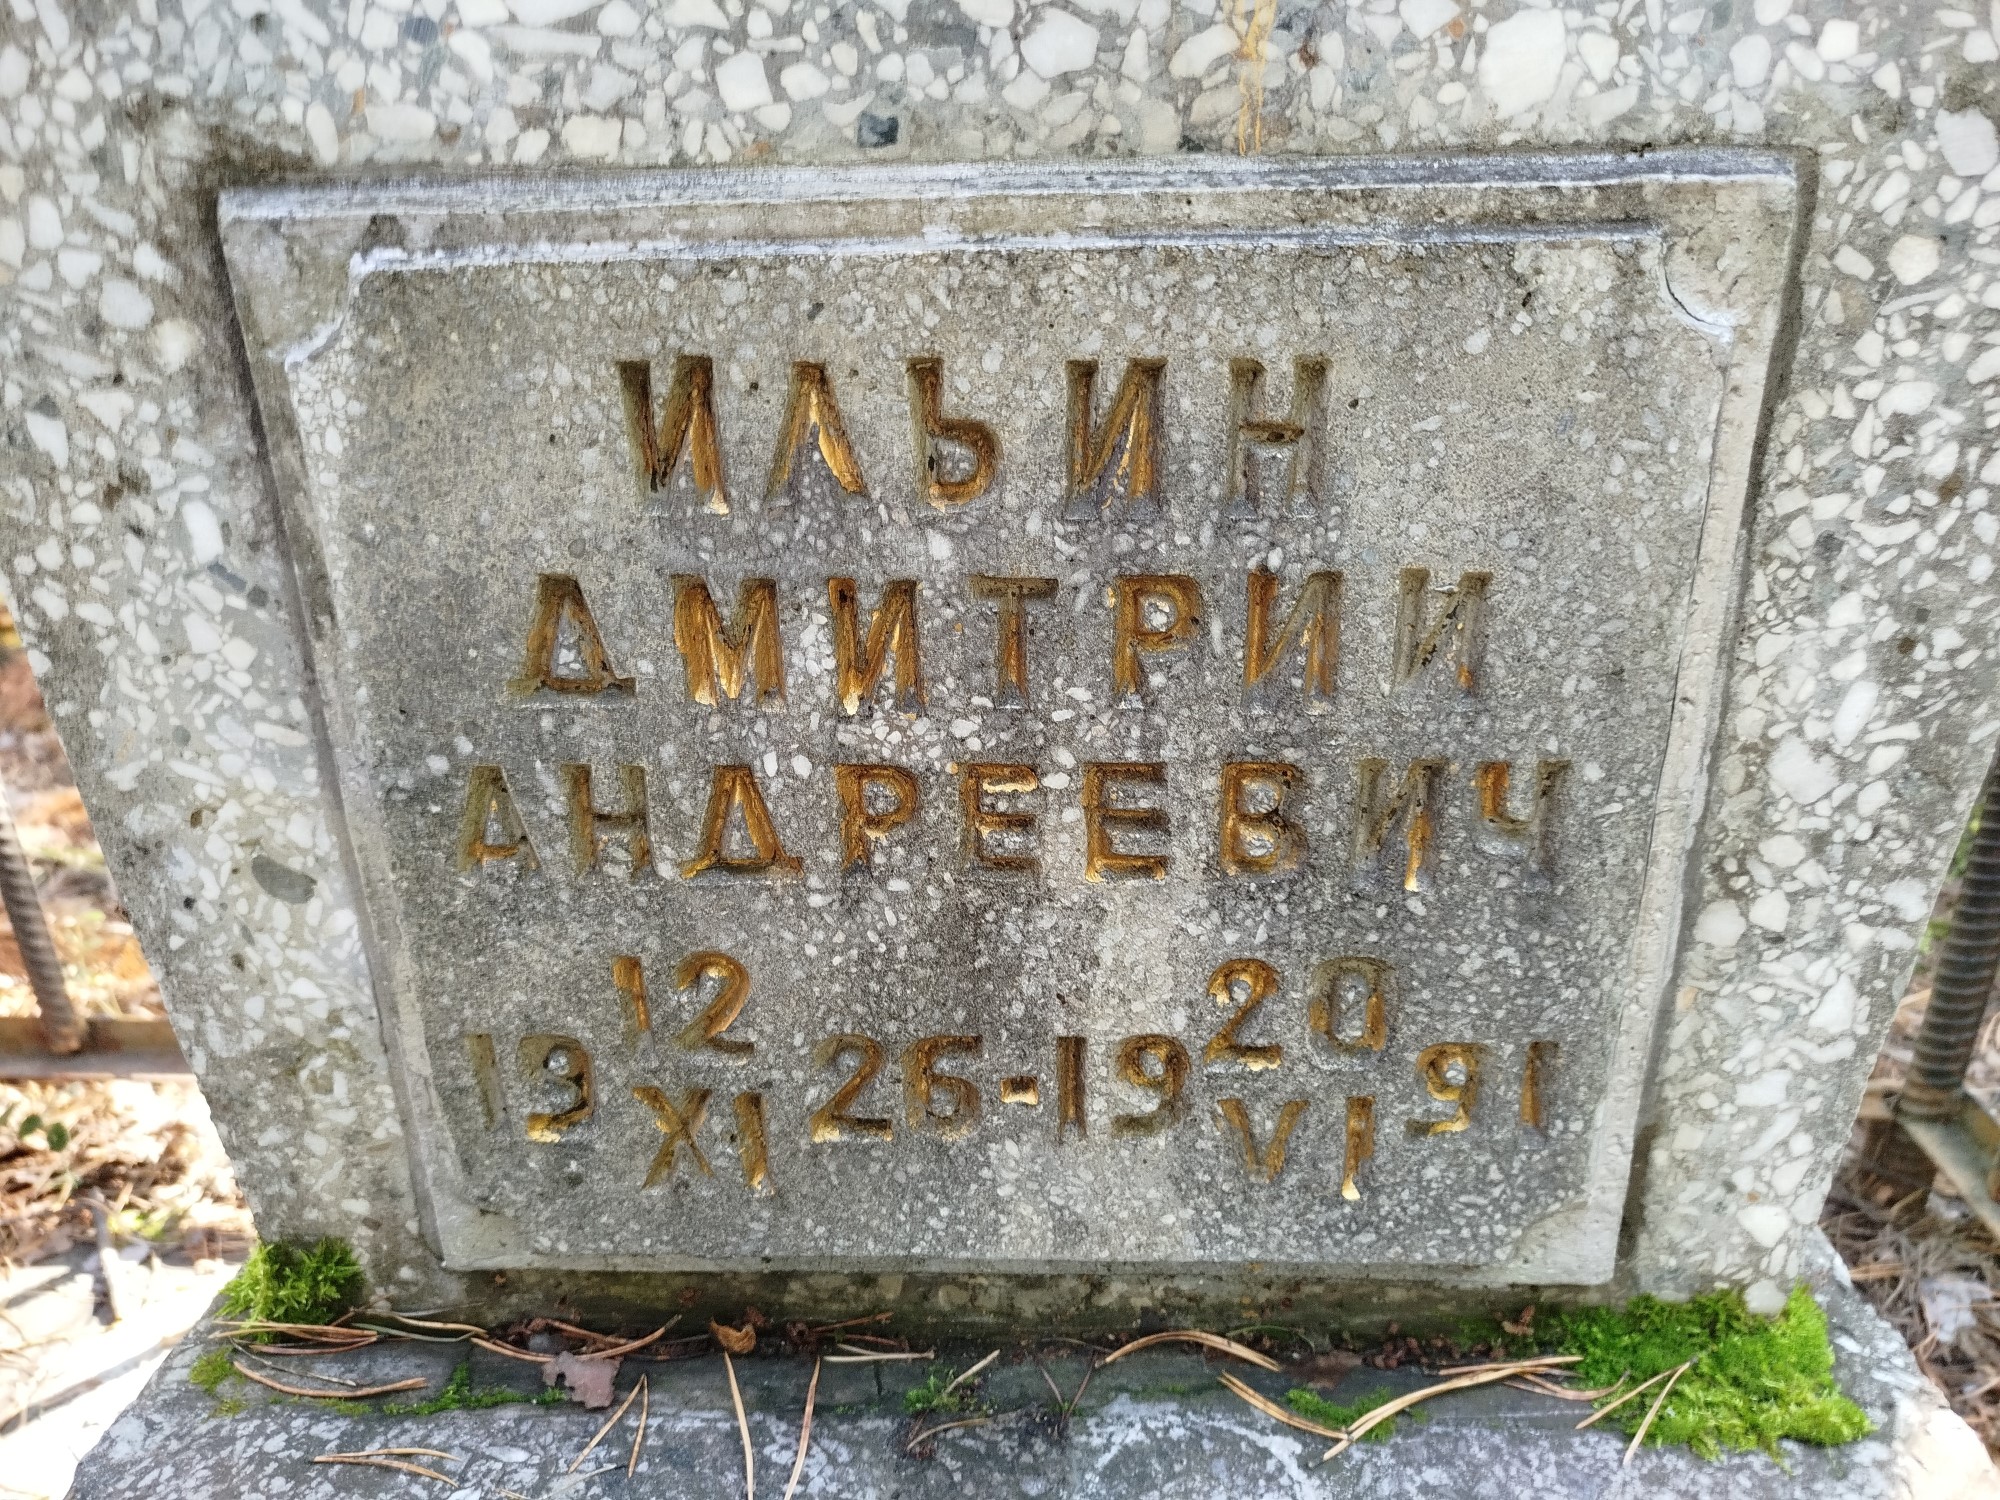 ИЛЬИН
ДМИТРИИ
АНДРЕЕВИЧ
19 12/XI 26-19 20/VI 91